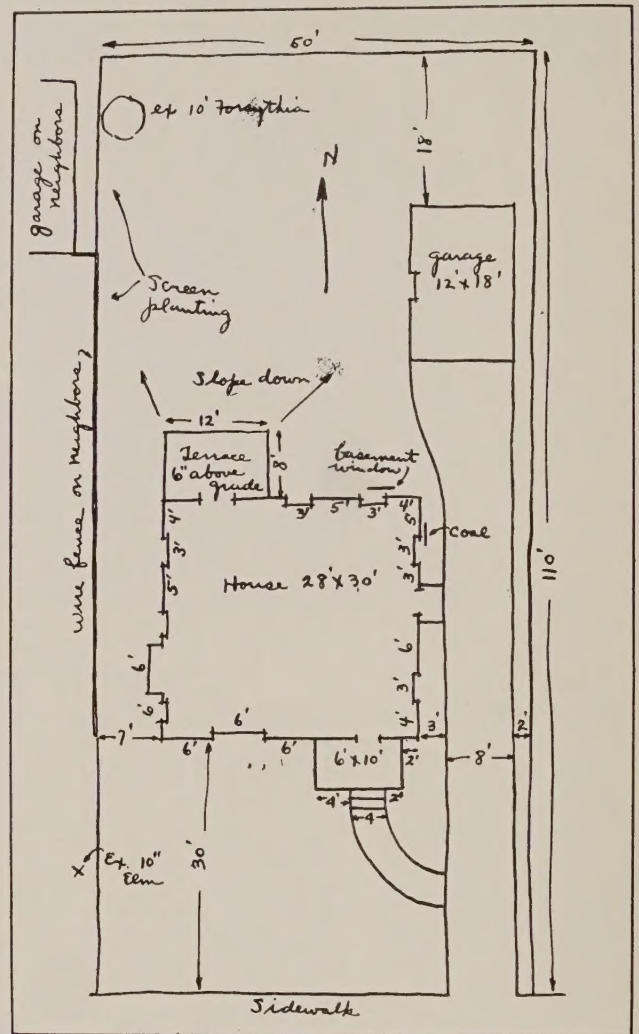 50'
ex 10' Forsythia
garage on
neighbors
18'
N
garage
12' x 18'
Screen
planting
Slope down
12'
Terrace
6" above
grade
8'
basement
window
3'
5'
3'
4'
wire fence on neighbors
4'
3'
5'
5'
3'
3'
Coal
House 28' x 30'
110'
6'
6'
6'
3'
4'
7'
6'
6'
6'
6' x 10'
2'
3'
8'
2'
4'
4
2'
30'
x
Ex. 10"
Elm
Sidewalk